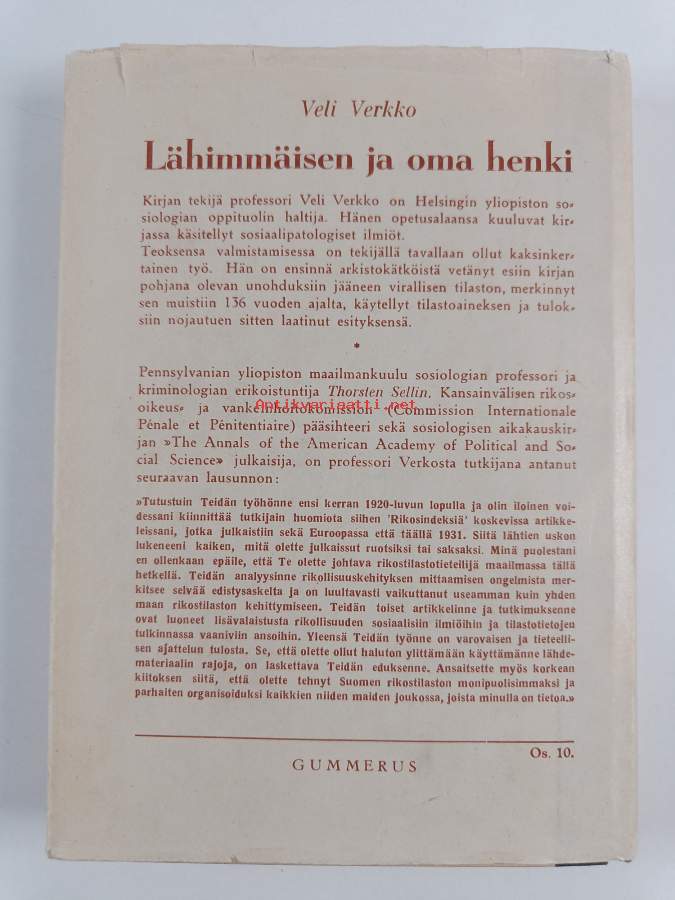 Veli Verkko
Lähimmäisen ja oma henki
Kirjan tekijä professori Veli Verkko on Helsingin yliopiston so-
siologian oppituolin haltija. Hänen opetusalaansa kuuluvat kir-
jassa käsitellyt sosiaalipatologiset ilmiöt.
Teoksensa valmistamisessa on tekijällä tavallaan ollut kaksinker-
tainen työ. Hän on ensinnä arkistokätköistä vetänyt esiin kirjan
pohjana olevan unohduksiin jääneen virallisen tilaston, merkinnyt
sen muistiin 136 vuoden ajalta, käytellyt tilastoaineksen ja tulok-
siin nojautuen sitten laatinut esityksensä.
*
Pennsylvanian yliopiston maailmankuulu sosiologian professori ja
kriminologian erikoistuntija Thorsten Sellin, Kansainvälisen rikos-
Antikvariaatti.net
oikeus- ja vankeinhoitokomission (Commission Internationale
Pénale et Pénitentiaire) pääsihteeri sekä sosiologisen aikakauskir-
jan »The Annals of the American Academy of Political and So-
cial Science» julkaisija, on professori Verkosta tutkijana antanut
seuraavan lausunnon:
»Tutustuin Teidän työhönne ensi kerran 1920-luvun lopulla ja olin iloinen voi-
dessani kiinnittää tutkijain huomiota siihen 'Rikosindeksiä' koskevissa artikke-
leissani, jotka julkaistiin sekä Euroopassa että täällä 1931. Siitä lähtien uskon
lukeneeni kaiken, mitä olette julkaissut ruotsiksi tai saksaksi. Minä puolestani
en ollenkaan epäile, että Te olette johtava rikostilastotieteilijä maailmassa tällä
hetkellä. Teidän analyysinne rikollisuuskehityksen mittaamisen ongelmista mer-
kitsee selvää edistysaskelta ja on luultavasti vaikuttanut useamman kuin yhden
maan rikostilaston kehittymiseen. Teidän toiset artikkelinne ja tutkimuksenne
ovat luoneet lisävalaistusta rikollisuuden sosiaalisiin ilmiöihin ja tilastotietojen
tulkinnassa vaaniviin ansoihin. Yleensä Teidän työnne on varovaisen ja tieteelli-
sen ajattelun tulosta. Se, että olette ollut haluton ylittämään käyttämänne lähde-
materiaalin rajoja, on laskettava Teidän eduksenne. Ansaitsette myös korkean
kiitoksen siitä, että olette tehnyt Suomen rikostilaston monipuolisimmaksi ja
parhaiten organisoiduksi kaikkien niiden maiden joukossa, joista minulla on tietoa.»
Os. 10.
GUMMERUS